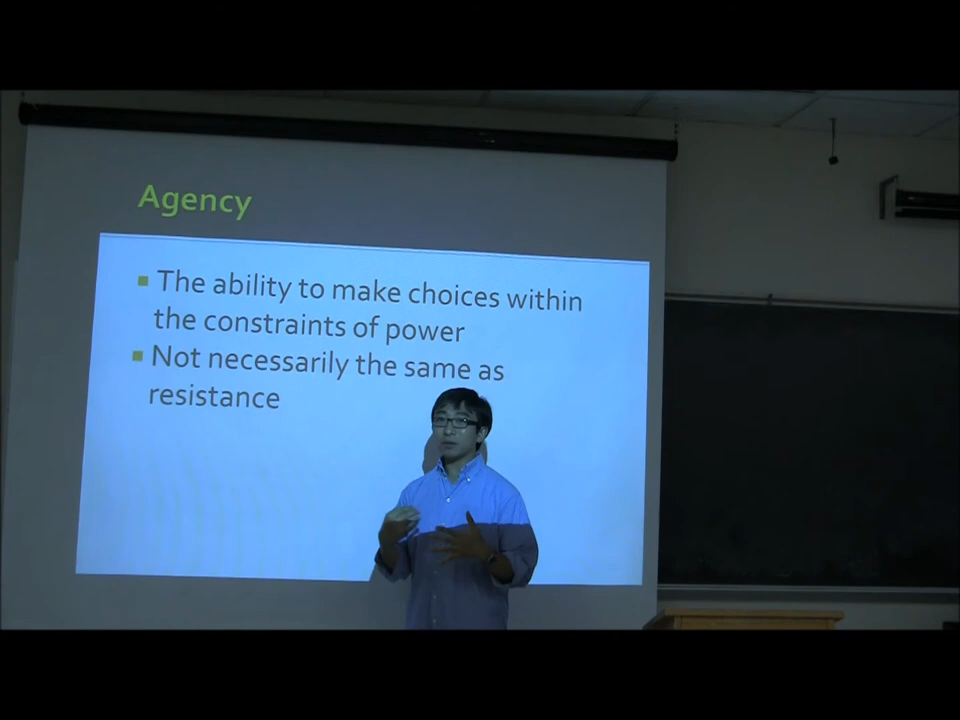 Agency
The ability to make choices within
the constraints of power
Not necessarily the same as
resistance